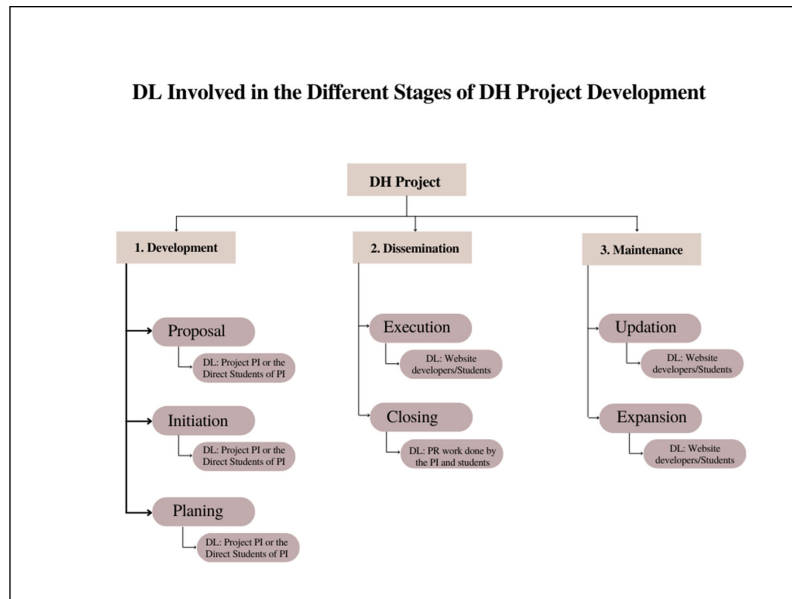 DL Involved in the Different Stages of DH Project Development
DH Project
1. Development
2. Dissemination
3. Maintenance
Proposal
DL: Project PI or the
Direct Students of PI
Initiation
DL: Project PI or the
Direct Students of PI
Planing
DL: Project PI or the
Direct Students of PI
Execution
DL: Website
developers/Students
Closing
DL: PR work done by
the PI and students
Updation
DL: Website
developers/Students
Expansion
DL: Website
developers/Students